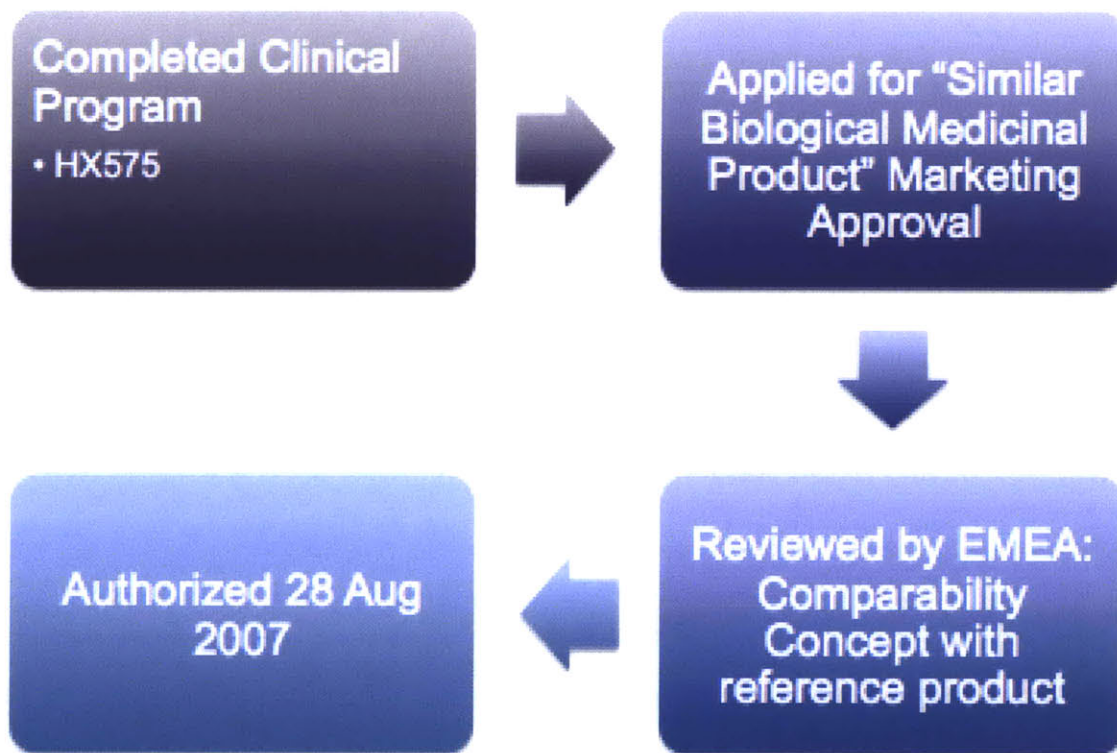 Completed Clinical
Program
• HX575
Applied for “Similar
Biological Medicinal
Product” Marketing
Approval
Reviewed by EMEA:
Comparability
Concept with
reference product
Authorized 28 Aug
2007